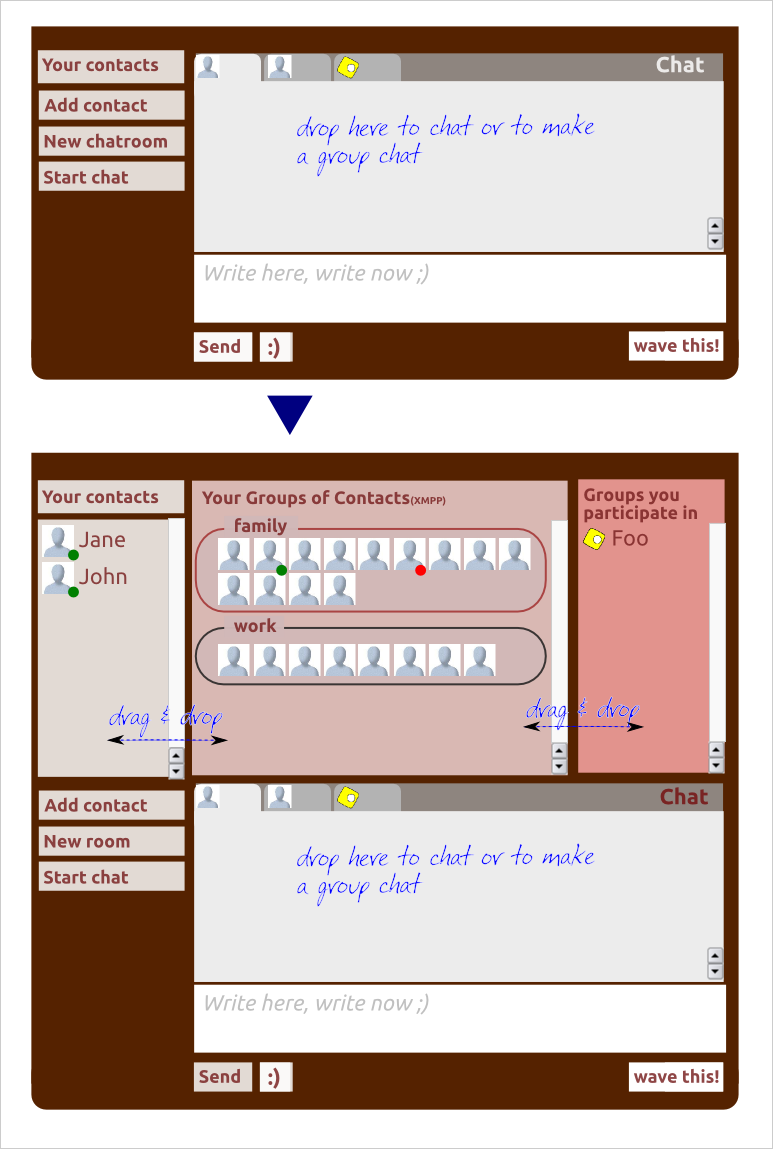 Your contacts
Chat
Add contact
New chatroom
Start chat
drop here to chat or to make
a group chat
Write here, write now ;)
Send
:)
wave this!
Your contacts
Jane
John
Your Groups of Contacts(XMPP)
family
work
Groups you
participate in
Foo
drag & drop
drag & drop
Add contact
New room
Start chat
Chat
drop here to chat or to make
a group chat
Write here, write now ;)
Send
:)
wave this!